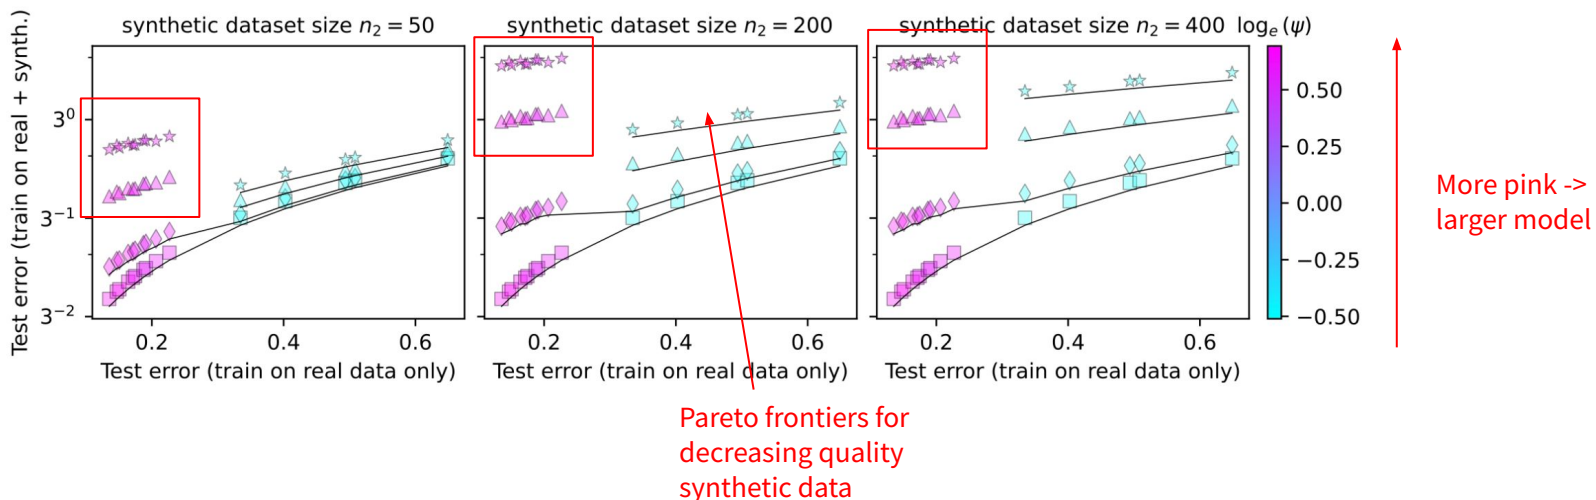 synthetic dataset size n₂ = 50
synthetic dataset size n₂ = 200
synthetic dataset size n₂ = 400
logₑ(ψ)
Test error (train on real + synth.)
3⁰
3⁻¹
3⁻²
0.2 0.4 0.6
0.2 0.4 0.6
0.2 0.4 0.6
Test error (train on real data only)
Test error (train on real data only)
Test error (train on real data only)
0.50
0.25
0.00
−0.25
−0.50
More pink ->
larger model
Pareto frontiers for
decreasing quality
synthetic data